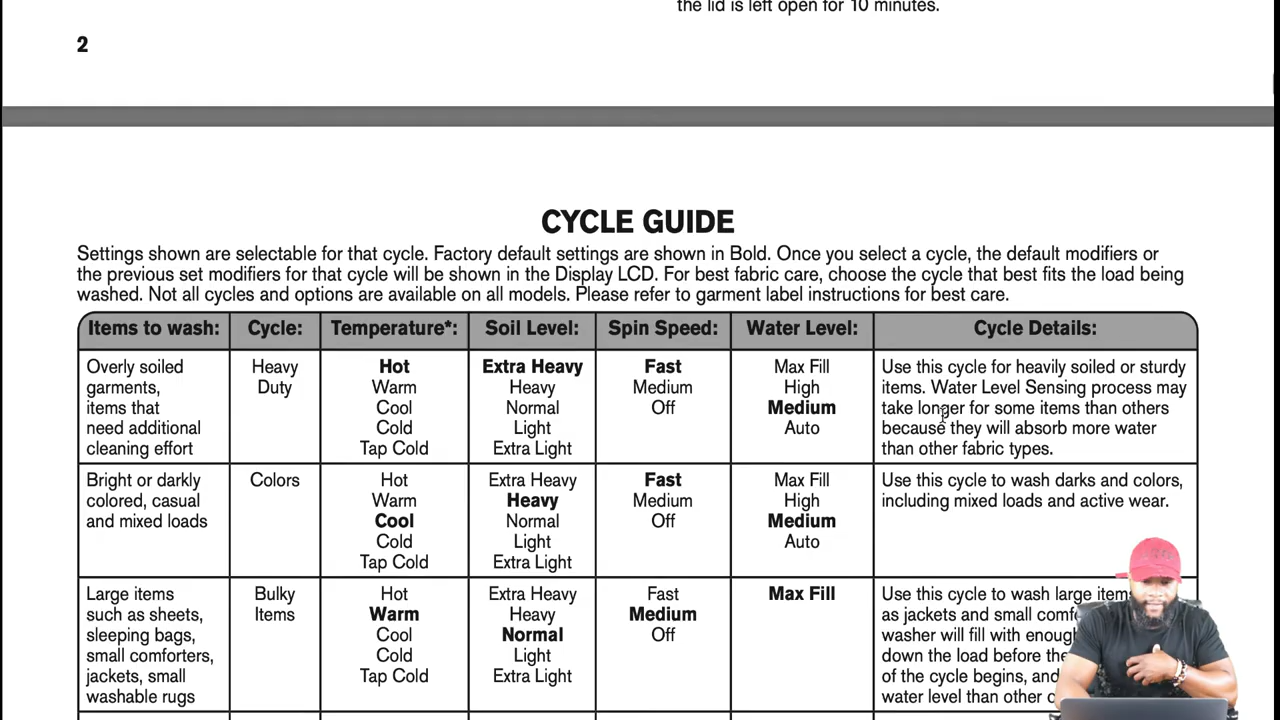 the lid is left open for 10 minutes.
2
CYCLE GUIDE
Settings shown are selectable for that cycle. Factory default settings are shown in Bold. Once you select a cycle, the default modifiers or
the previous set modifiers for that cycle will be shown in the Display LCD. For best fabric care, choose the cycle that best fits the load being
washed. Not all cycles and options are available on all models. Please refer to garment label instructions for best care.
Items to wash: Cycle: Temperature*: Soil Level: Spin Speed: Water Level: Cycle Details:
Overly soiled Heavy Hot Extra Heavy Fast Max Fill Use this cycle for heavily soiled or sturdy
garments, Duty Warm Heavy Medium High items. Water Level Sensing process may
items that Cool Normal Off Medium take longer for some items than others
need additional Cold Light Auto because they will absorb more water
cleaning effort Tap Cold Extra Light than other fabric types.
Bright or darkly Colors Hot Extra Heavy Fast Max Fill Use this cycle to wash darks and colors,
colored, casual Warm Heavy Medium High including mixed loads and active wear.
and mixed loads Cool Normal Off Medium
Cold Light Auto
Tap Cold Extra Light
Large items Bulky Hot Extra Heavy Fast Max Fill Use this cycle to wash large
such as sheets, Items Warm Heavy Medium as jackets and small
sleeping bags, Cool Normal Off washer will fill with
small comforters, Cold Light down the load before
jackets, small Tap Cold Extra Light of the cycle begins, and
washable rugs water level than other